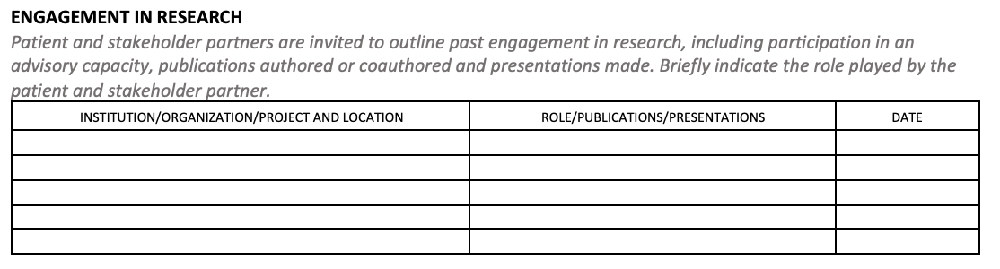 ENGAGEMENT IN RESEARCH
Patient and stakeholder partners are invited to outline past engagement in research, including participation in an
advisory capacity, publications authored or coauthored and presentations made. Briefly indicate the role played by the
patient and stakeholder partner.
INSTITUTION/ORGANIZATION/PROJECT AND LOCATION ROLE/PUBLICATIONS/PRESENTATIONS DATE